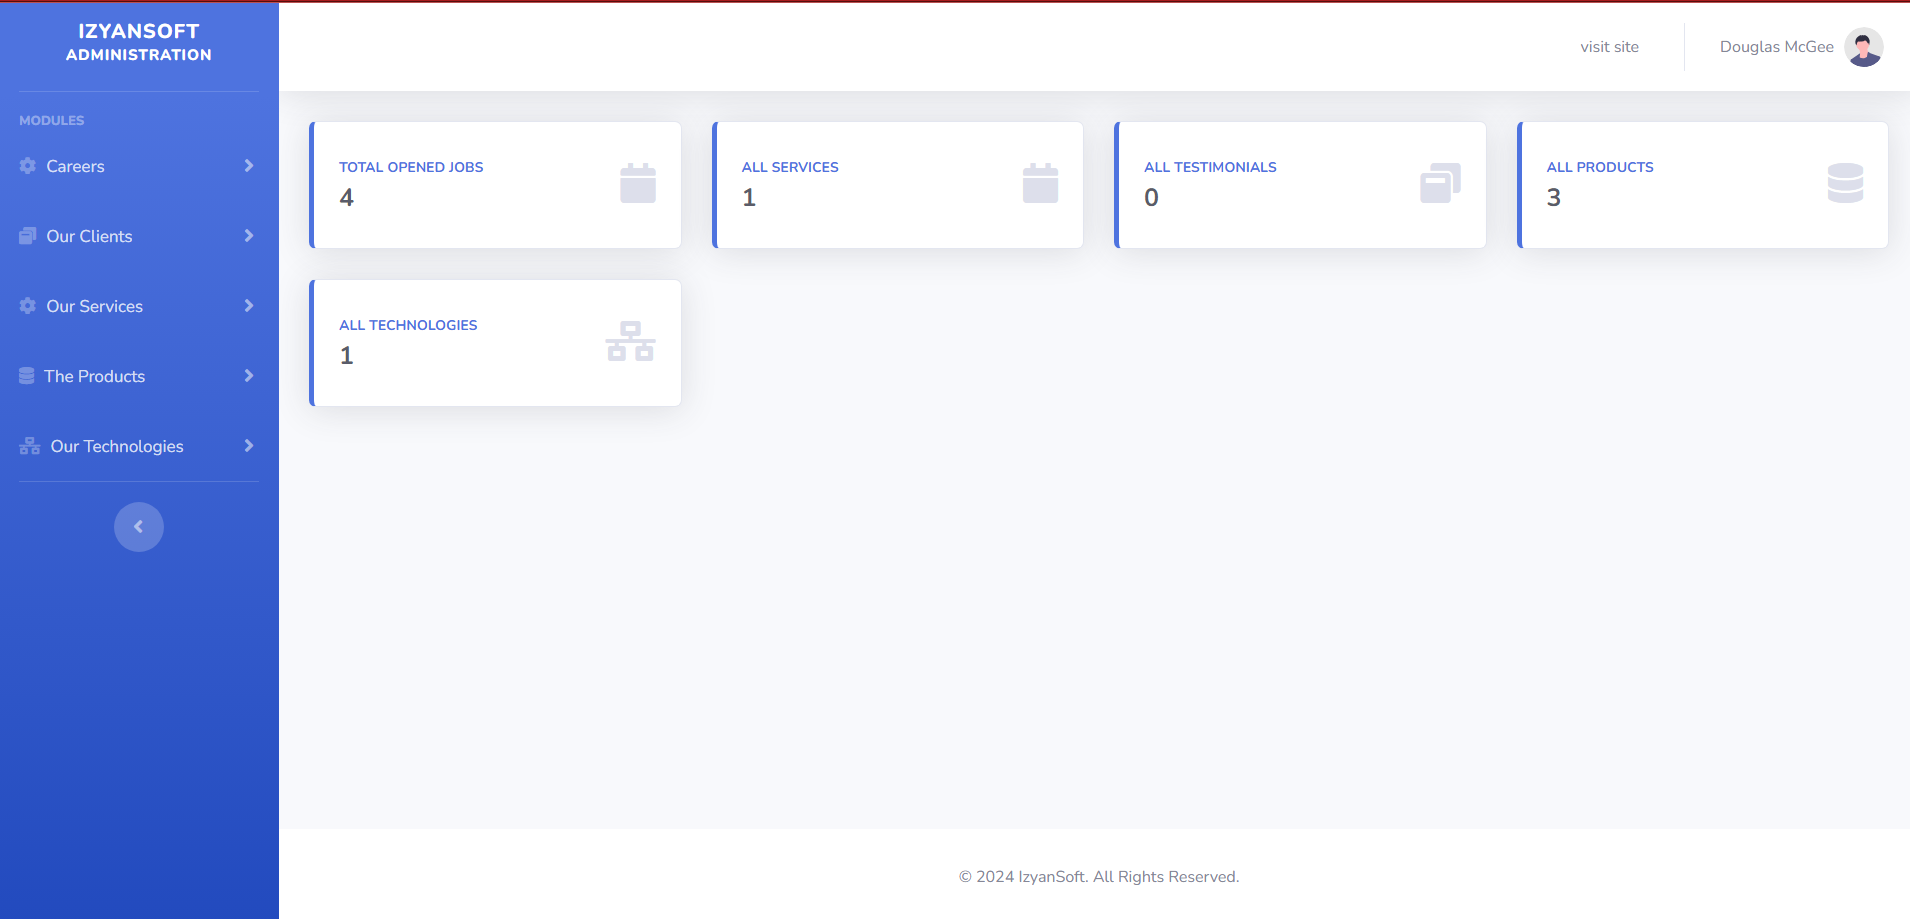 IZYANSOFT
ADMINISTRATION
MODULES
Careers
Our Clients
Our Services
The Products
Our Technologies
visit site
Douglas McGee
TOTAL OPENED JOBS
4
ALL SERVICES
1
ALL TESTIMONIALS
0
ALL PRODUCTS
3
ALL TECHNOLOGIES
1
© 2024 IzyanSoft. All Rights Reserved.